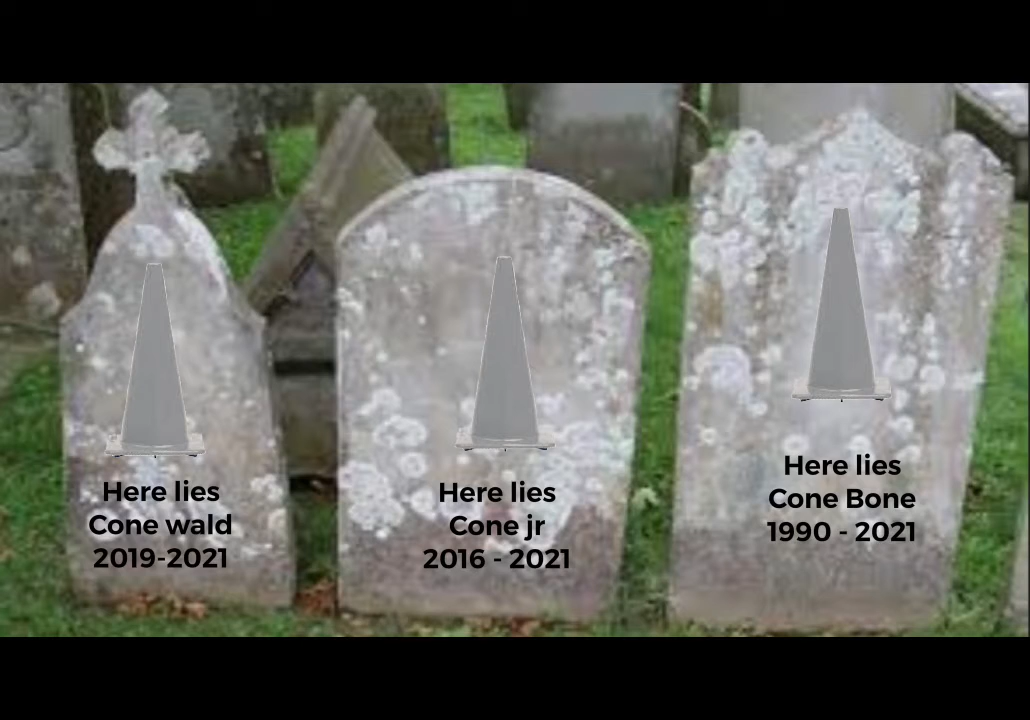 Here lies
Cone wald
2019-2021
Here lies
Cone jr
2016 - 2021
Here lies
Cone Bone
1990 - 2021